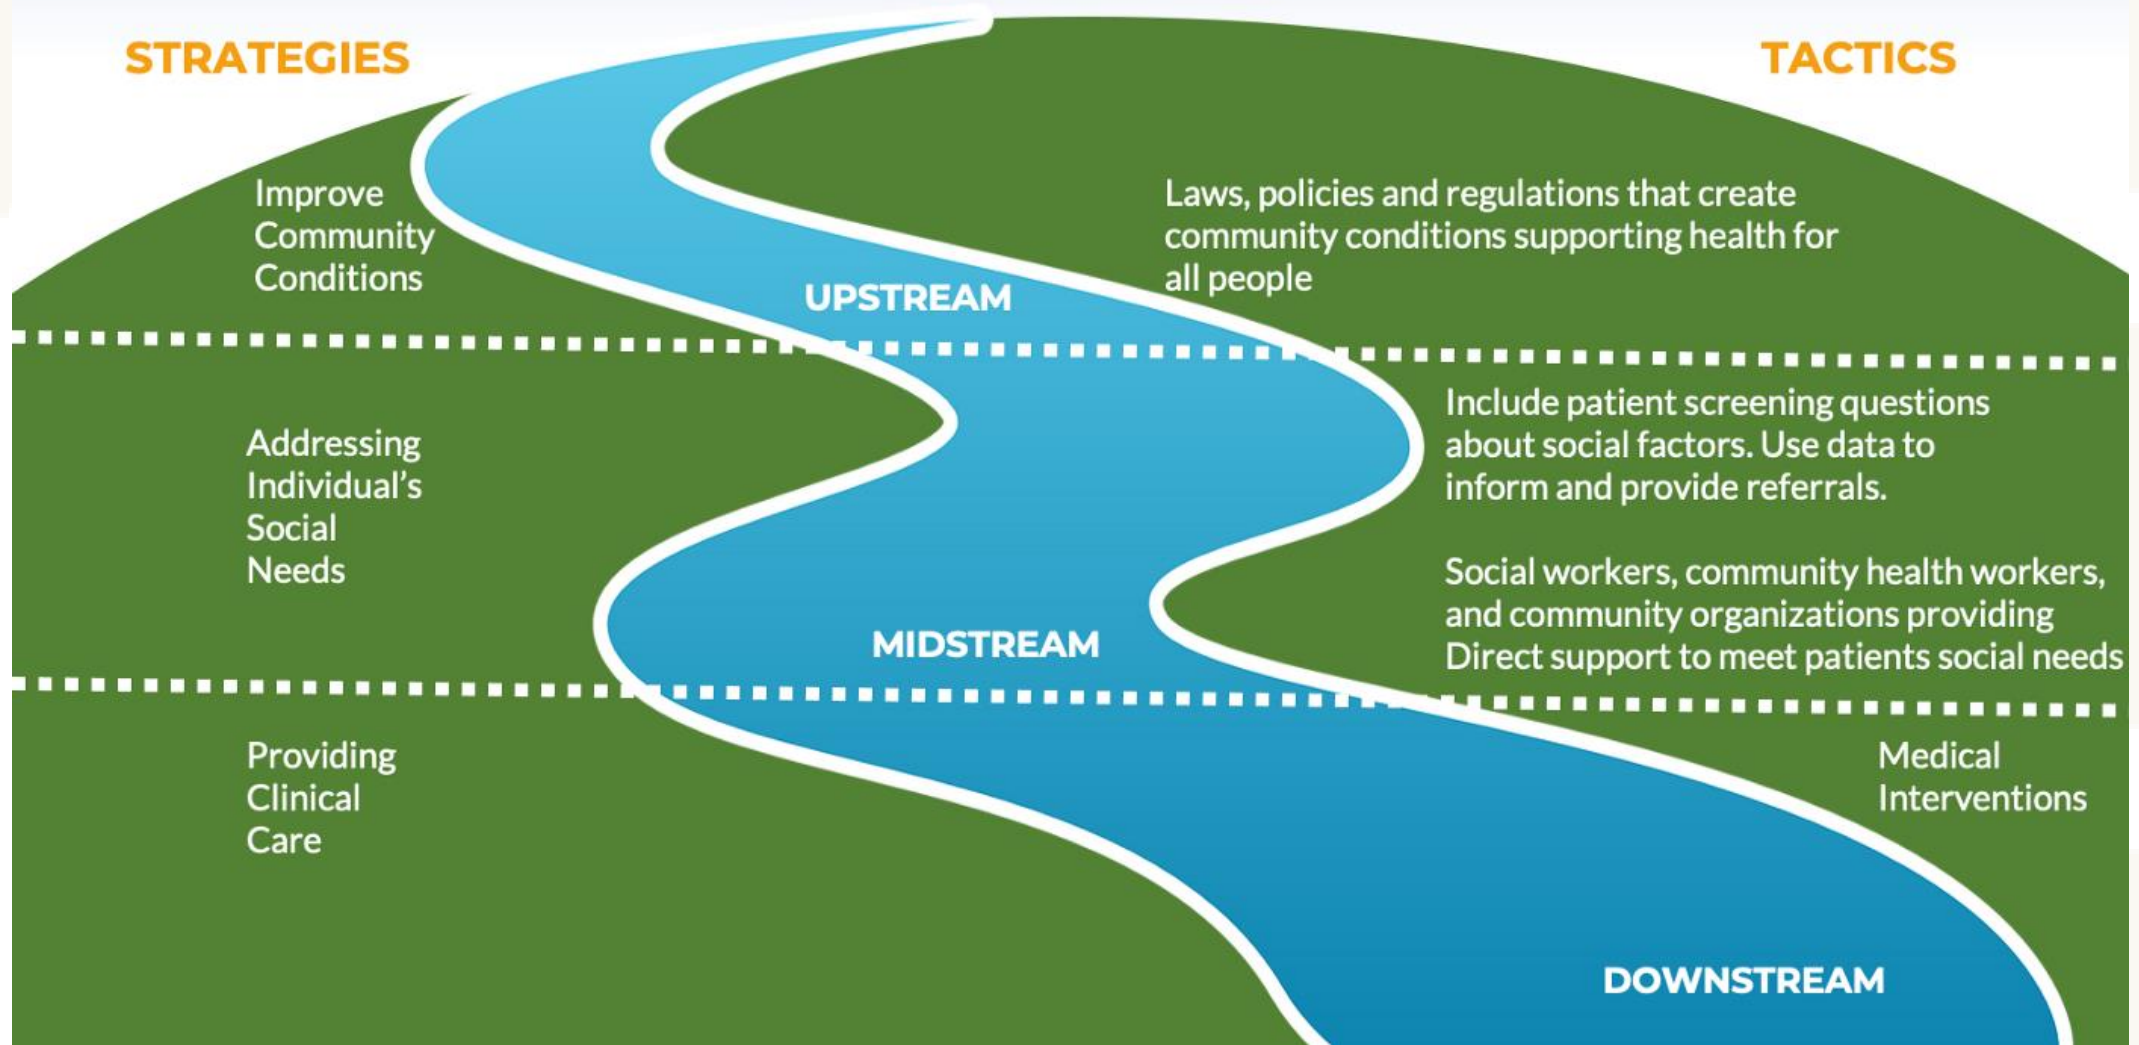 STRATEGIES
TACTICS
Improve
Community
Conditions
Laws, policies and regulations that create
community conditions supporting health for
all people
UPSTREAM
Addressing
Individual's
Social
Needs
Include patient screening questions
about social factors. Use data to
inform and provide referrals.
Social workers, community health workers,
and community organizations providing
Direct support to meet patients social needs
MIDSTREAM
Providing
Clinical
Care
Medical
Interventions
DOWNSTREAM